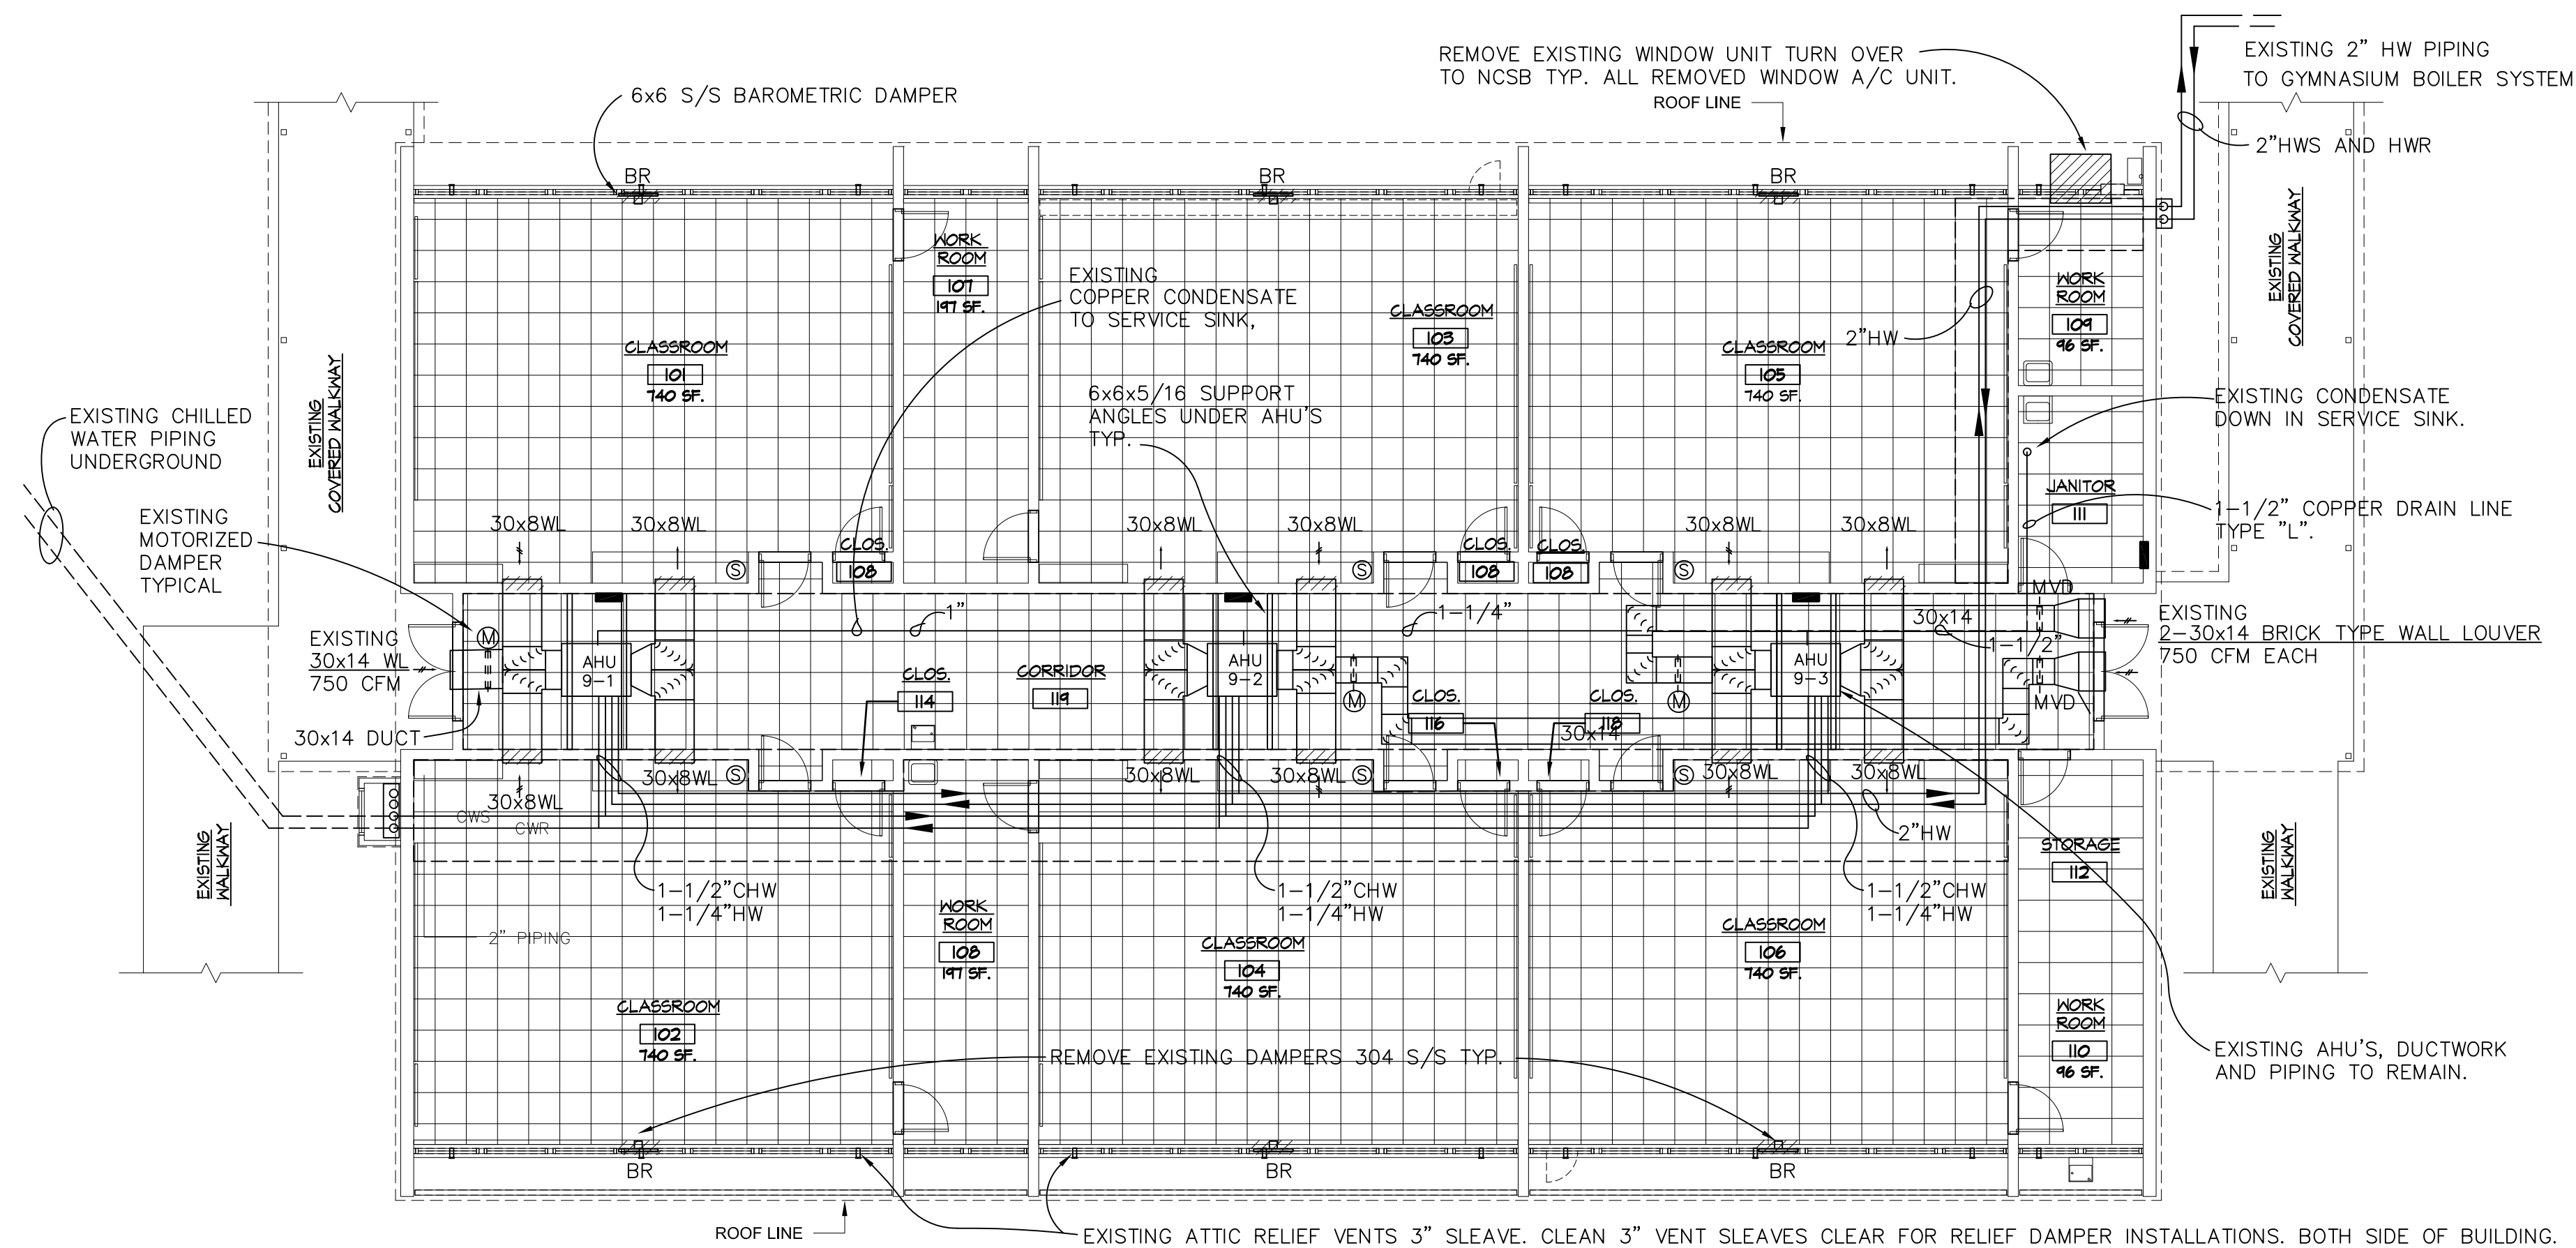 EXISTING 2" HW PIPING
TO GYMNASIUM BOILER SYSTEM
REMOVE EXISTING WINDOW UNIT TURN OVER
TO NCSB TYP. ALL REMOVED WINDOW A/C UNIT.
ROOF LINE
6x6 S/S BAROMETRIC DAMPER
2"HWS AND HWR
BR
BR
BR
EXISTING
COVERED WALKWAY
WORK
ROOM
107
197 SF.
EXISTING
COPPER CONDENSATE
TO SERVICE SINK,
CLASSROOM
103
740 SF.
WORK
ROOM
109
96 SF.
CLASSROOM
101
740 SF.
CLASSROOM
105
740 SF.
2"HW
EXISTING
COVERED WALKWAY
6x6x5/16 SUPPORT
ANGLES UNDER AHU'S
TYP.
EXISTING CONDENSATE
DOWN IN SERVICE SINK.
EXISTING CHILLED
WATER PIPING
UNDERGROUND
JANITOR
111
1-1/2" COPPER DRAIN LINE
TYPE "L".
EXISTING
MOTORIZED
DAMPER
TYPICAL
30x8WL
30x8WL
30x8WL
30x8WL
30x8WL
30x8WL
CLOS.
108
CLOS.
108
CLOS.
108
S
S
S
MVD
1"
1-1/4"
30x14
1-1/2"
EXISTING
2-30x14 BRICK TYPE WALL LOUVER
750 CFM EACH
EXISTING
30x14 WL
750 CFM
M
AHU
9-1
AHU
9-2
AHU
9-3
CLOS.
114
CORRIDOR
119
M
CLOS.
116
CLOS.
118
M
MVD
30x14 DUCT
30x14
30x8WL
30x8WL
S
30x8WL
30x8WL
S
S
30x8WL
30x8WL
CWS
CWR
2"HW
EXISTING
WALKWAY
STORAGE
112
EXISTING
WALKWAY
1-1/2"CHW
1-1/4"HW
1-1/2"CHW
1-1/4"HW
1-1/2"CHW
1-1/4"HW
2" PIPING
WORK
ROOM
108
197 SF.
CLASSROOM
104
740 SF.
CLASSROOM
106
740 SF.
CLASSROOM
102
740 SF.
WORK
ROOM
110
96 SF.
REMOVE EXISTING DAMPERS 304 S/S TYP.
EXISTING AHU'S, DUCTWORK
AND PIPING TO REMAIN.
BR
BR
BR
ROOF LINE
EXISTING ATTIC RELIEF VENTS 3" SLEAVE. CLEAN 3" VENT SLEAVES CLEAR FOR RELIEF DAMPER INSTALLATIONS. BOTH SIDE OF BUILDING.